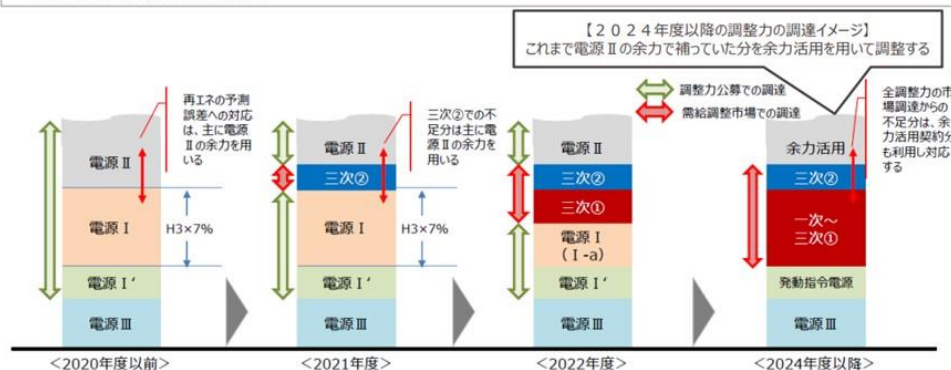 【２０２４年度以降の調整力の調達イメージ】
これまで電源Ⅱの余力で補っていた分を余力活用を用いて調整する
調整力公募での調達
需給調整市場での調達
再エネの予測
誤差への対応
は、主に電源
Ⅱの余力を用
いる
電源Ⅱ
電源Ⅰ
H3×7%
電源Ⅰ‘
電源Ⅲ
<2020年度以前>
三次②での不
足分は主に電
源Ⅱの余力を
用いる
電源Ⅱ
三次②
電源Ⅰ
H3×7%
電源Ⅰ‘
電源Ⅲ
<2021年度>
電源Ⅱ
三次②
三次①
電源Ⅰ
（Ⅰ-a）
電源Ⅰ‘
電源Ⅲ
<2022年度>
全調整力の市
場調達からの
不足分は、余
力活用契約分
も利用し対応
する
余力活用
三次②
一次～
三次①
発動指令電源
電源Ⅲ
<2024年度以降>